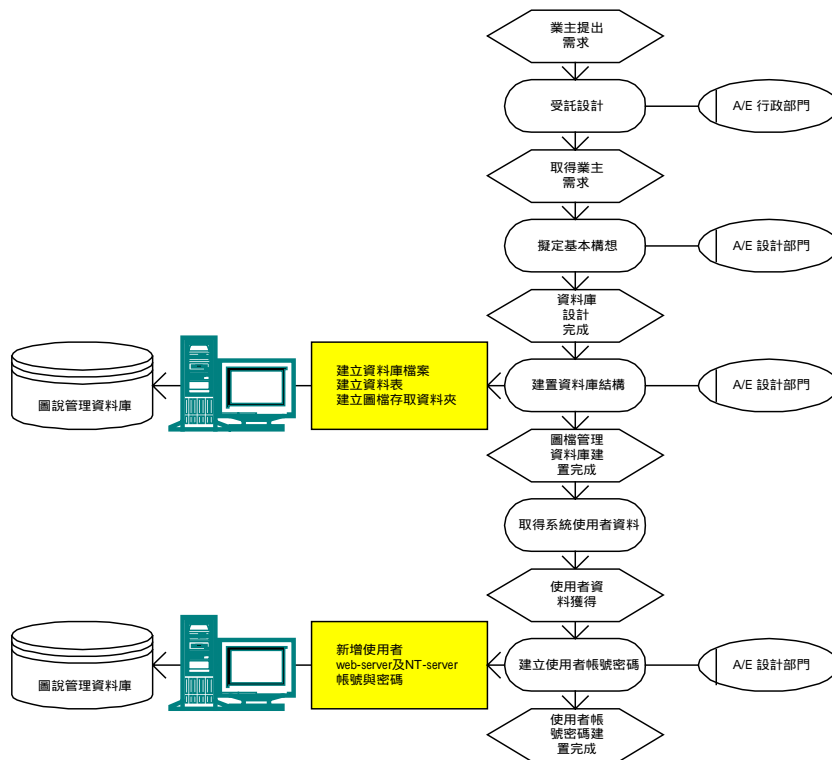 業主提出
需求
受託設計
A/E 行政部門
取得業主
需求
擬定基本構想
A/E 設計部門
資料庫
設計
完成
圖說管理資料庫
建立資料庫檔案
建立資料表
建立圖檔存取資料夾
建置資料庫結構
A/E 設計部門
圖檔管理
資料庫建
置完成
取得系統使用者資料
使用者資
料獲得
圖說管理資料庫
新增使用者
web-server及NT-server
帳號與密碼
建立使用者帳號密碼
A/E 設計部門
使用者帳
號密碼建
置完成